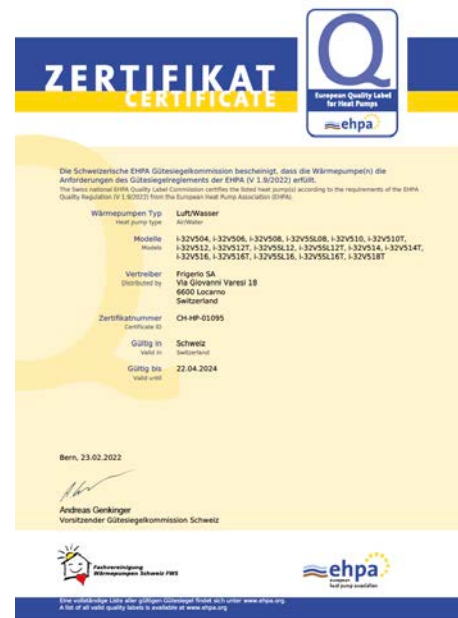 ZERTIFIKAT
CERTIFICATE
Q
European Quality Label
for Heat Pumps
ehpa
Die Schweizerische EHPA Gütesiegelkommission bescheinigt, dass die Wärmepumpe(n) die
Anforderungen des Gütesiegelreglements der EHPA (V 1.9/2022) erfüllt.
The Swiss national EHPA Quality Label Commission certifies the listed heat pump(s) according to the requirements of the EHPA
Quality Regulation (V 1.9/2022) from the European Heat Pump Association (EHPA).
Wärmepumpen Typ Luft/Wasser
Heat pump type Air/Water
Modelle i-32V504, i-32V506, i-32V508, i-32V5SL08, i-32V510, i-32V510T,
Models i-32V512, i-32V512T, i-32V5SL12, i-32V5SL12T, i-32V514, i-32V514T,
i-32V516, i-32V516T, i-32V5SL16, i-32V5SL16T, i-32V518T
Vertreiber Frigerio SA
Distributed by Via Giovanni Varesi 18
6600 Locarno
Switzerland
Zertifikatnummer CH-HP-01095
Certificate ID
Gültig in Schweiz
Valid in Switzerland
Gültig bis 22.04.2024
Valid until
Bern, 23.02.2022
Andreas Genkinger
Vorsitzender Gütesiegelkommission Schweiz
Fachvereinigung
Wärmepumpen Schweiz FWS
ehpa
european
heat pump association
Eine vollständige Liste aller gültigen Gütesiegel findet sich unter www.ehpa.org.
A list of all valid quality labels is available at www.ehpa.org